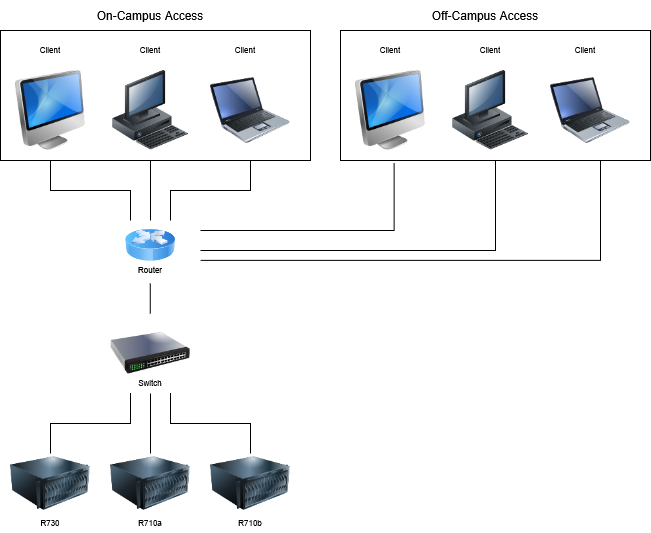 On-Campus Access
Off-Campus Access
Client
Client
Client
Client
Client
Client
Router
Switch
R730
R710a
R710b